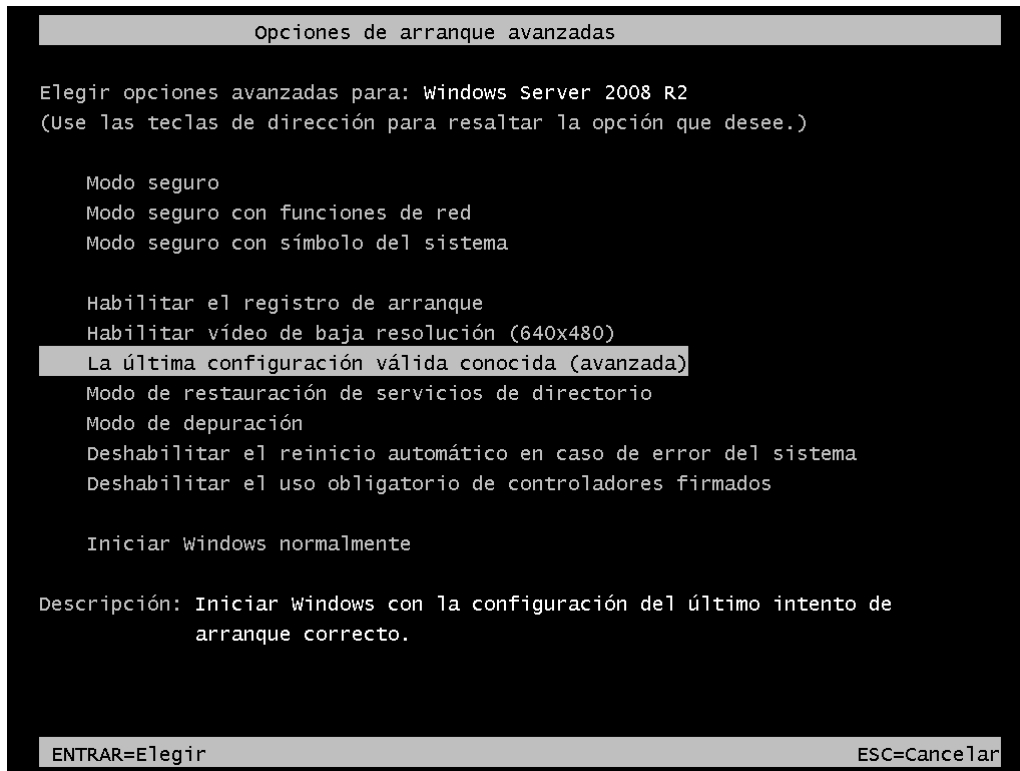 Opciones de arranque avanzadas
Elegir opciones avanzadas para: Windows Server 2008 R2
(Use las teclas de dirección para resaltar la opción que desee.)
Modo seguro
Modo seguro con funciones de red
Modo seguro con símbolo del sistema
Habilitar el registro de arranque
Habilitar vídeo de baja resolución (640x480)
La última configuración válida conocida (avanzada)
Modo de restauración de servicios de directorio
Modo de depuración
Deshabilitar el reinicio automático en caso de error del sistema
Deshabilitar el uso obligatorio de controladores firmados
Iniciar Windows normalmente
Descripción: Iniciar Windows con la configuración del último intento de
arranque correcto.
ENTRAR=Elegir ESC=Cancelar